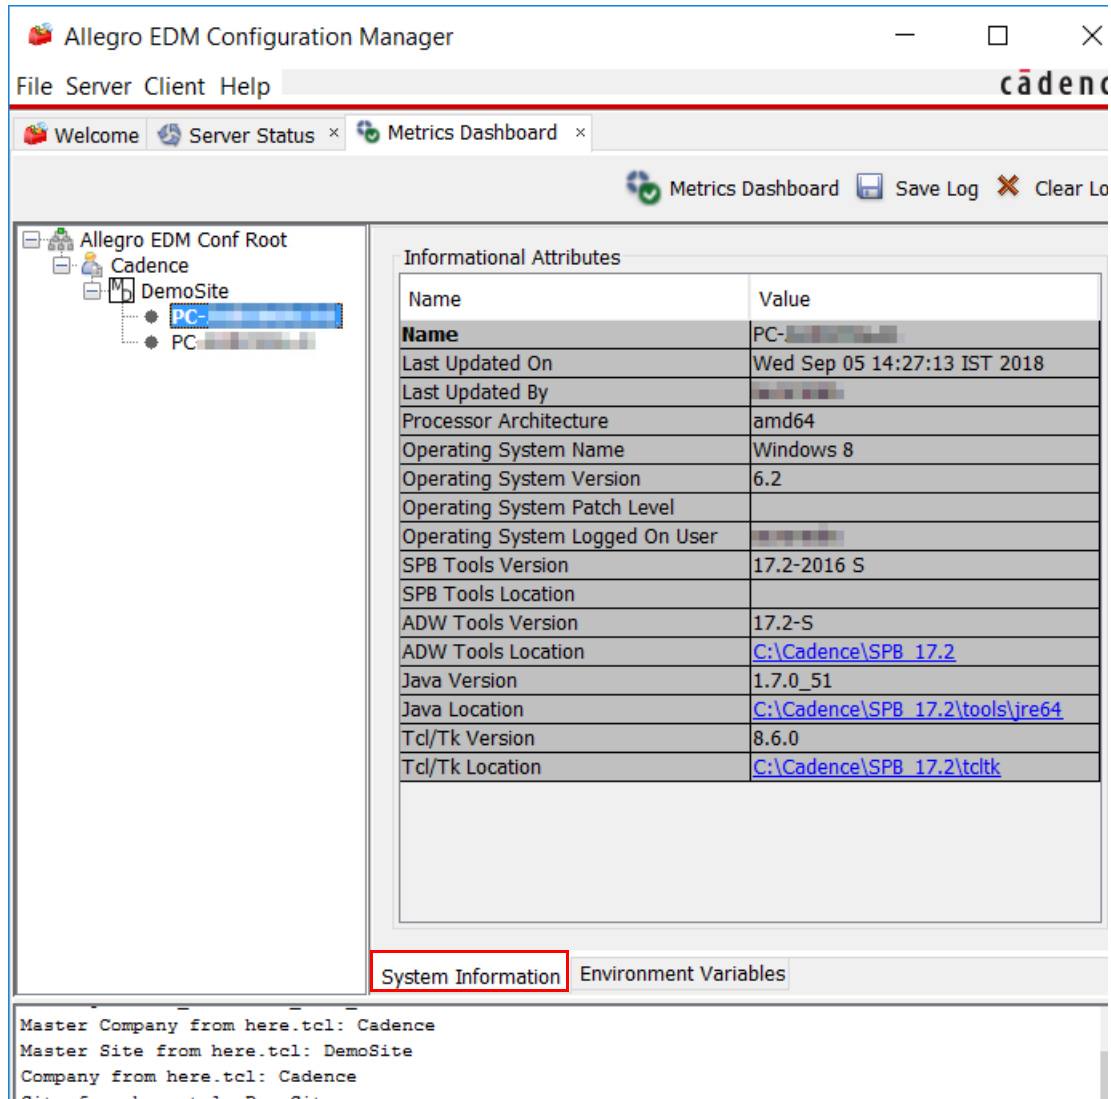 Allegro EDM Configuration Manager
File Server Client Help
Welcome Server Status × Metrics Dashboard ×
Metrics Dashboard Save Log Clear Lo
Allegro EDM Conf Root
Cadence
DemoSite
PC-
PC
Informational Attributes
Name Value
Name PC-
Last Updated On Wed Sep 05 14:27:13 IST 2018
Last Updated By
Processor Architecture amd64
Operating System Name Windows 8
Operating System Version 6.2
Operating System Patch Level
Operating System Logged On User
SPB Tools Version 17.2-2016 S
SPB Tools Location
ADW Tools Version 17.2-S
ADW Tools Location C:\Cadence\SPB_17.2
Java Version 1.7.0_51
Java Location C:\Cadence\SPB_17.2\tools\jre64
Tcl/Tk Version 8.6.0
Tcl/Tk Location C:\Cadence\SPB_17.2\tcltk
System Information Environment Variables
Master Company from here.tcl: Cadence
Master Site from here.tcl: DemoSite
Company from here.tcl: Cadence